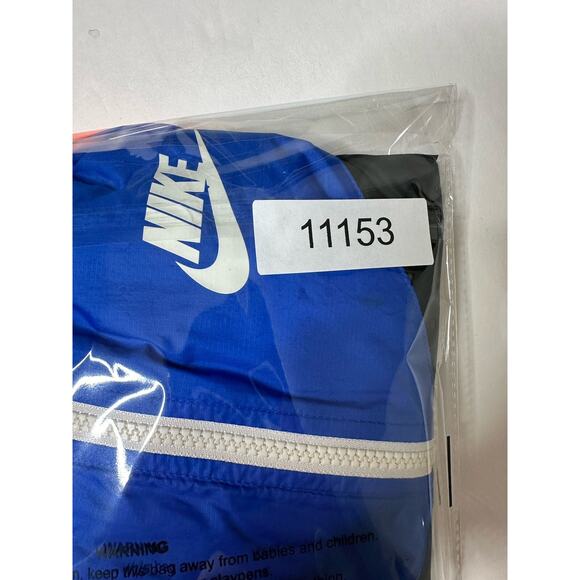 NIKE
11153
WARNING
keep this bag away from babies and children.